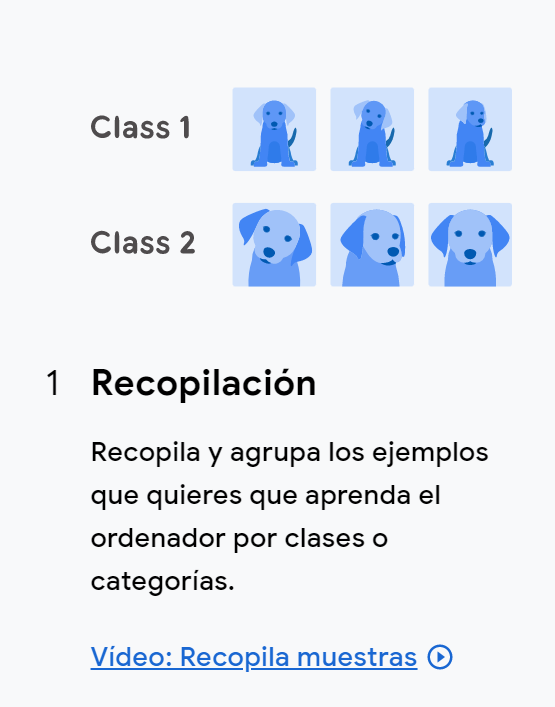 Class 1
Class 2
1 Recopilación
Recopila y agrupa los ejemplos
que quieres que aprenda el
ordenador por clases o
categorías.
Vídeo: Recopila muestras